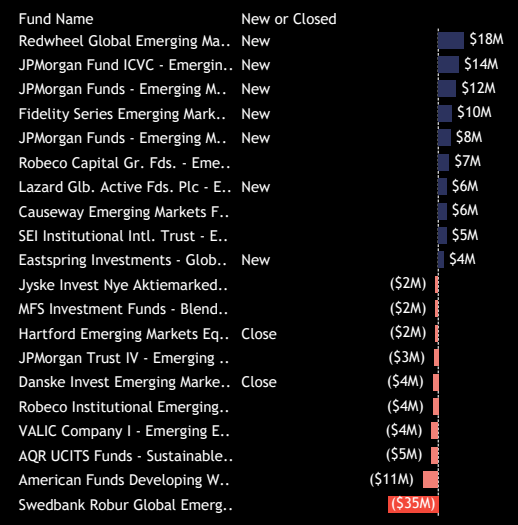 Fund Name New or Closed
Redwheel Global Emerging Ma.. New $18M
JPMorgan Fund ICVC - Emergin.. New $14M
JPMorgan Funds - Emerging M.. New $12M
Fidelity Series Emerging Mark.. New $10M
JPMorgan Funds - Emerging M.. New $8M
Robeco Capital Gr. Fds. - Eme.. $7M
Lazard Glb. Active Fds. Plc - E.. New $6M
Causeway Emerging Markets F.. $6M
SEI Institutional Intl. Trust - E.. $5M
Eastspring Investments - Glob.. New $4M
Jyske Invest Nye Aktiemarked.. ($2M)
MFS Investment Funds - Blend.. ($2M)
Hartford Emerging Markets Eq.. Close ($2M)
JPMorgan Trust IV - Emerging .. ($3M)
Danske Invest Emerging Marke.. Close ($4M)
Robeco Institutional Emerging.. ($4M)
VALIC Company I - Emerging E.. ($4M)
AQR UCITS Funds - Sustainable.. ($5M)
American Funds Developing W.. ($11M)
Swedbank Robur Global Emerg.. ($35M)